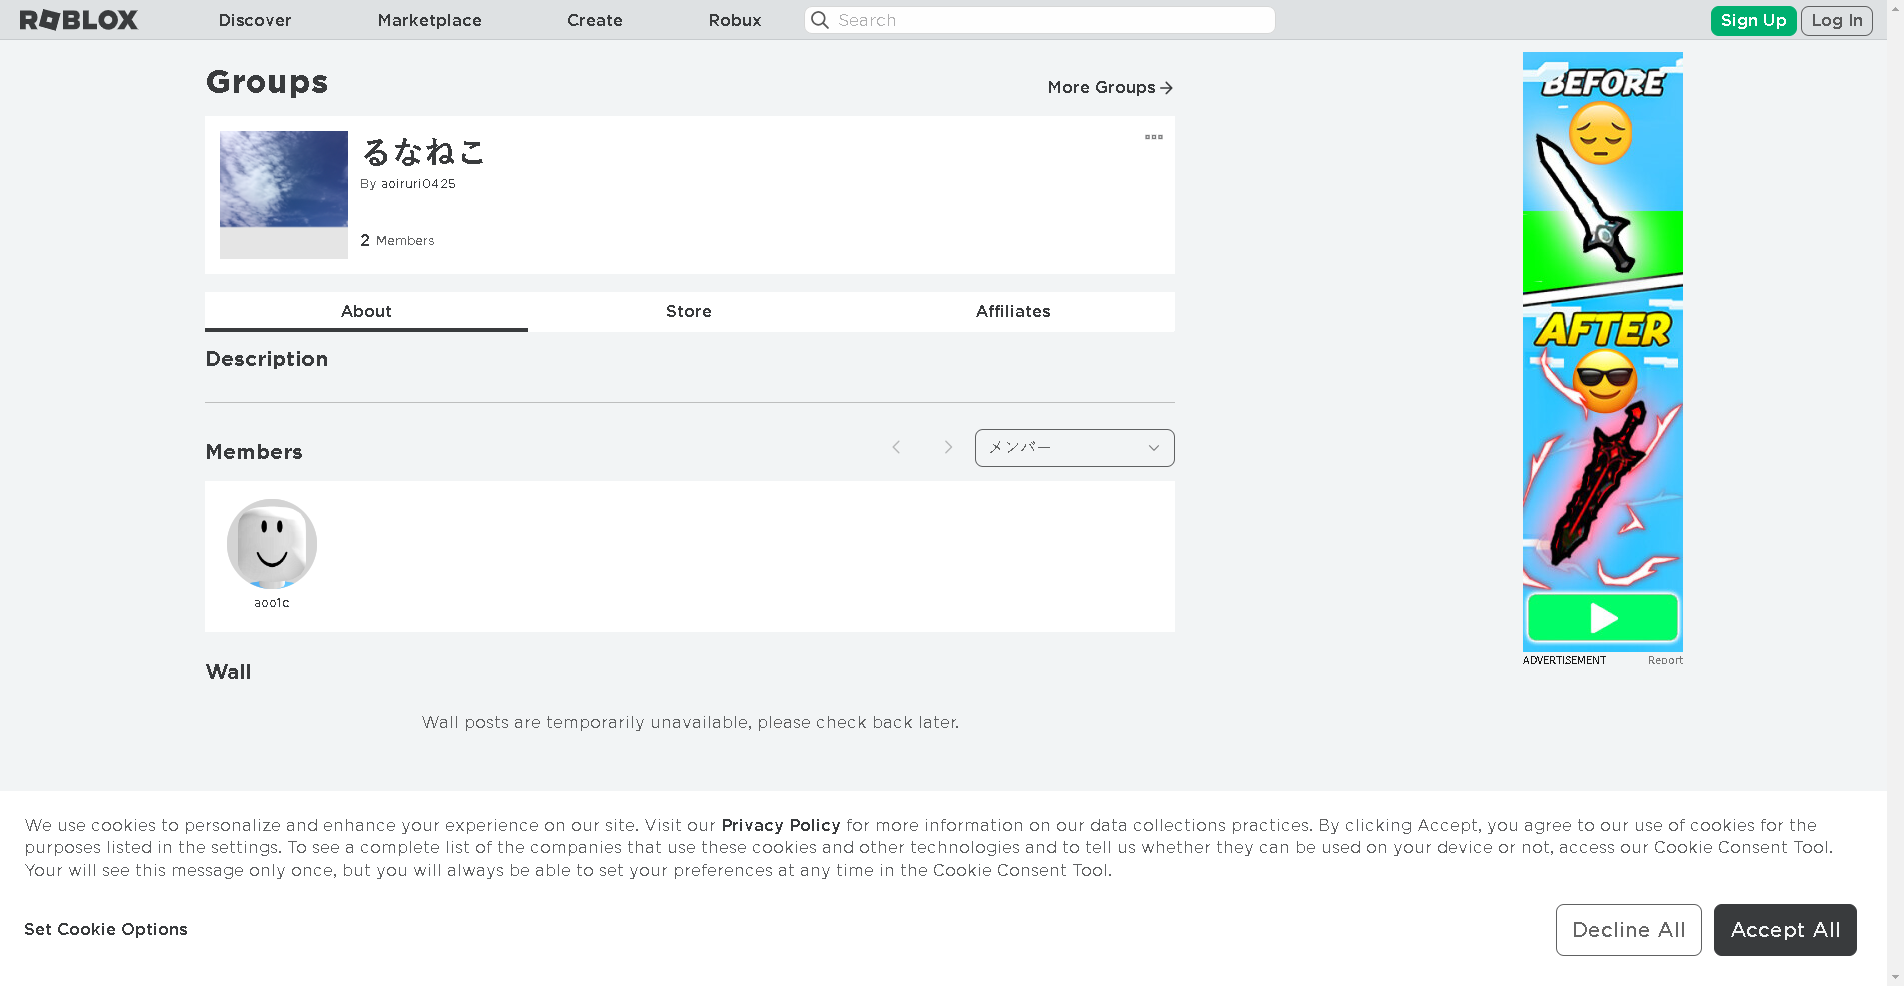 ROBLOX
Discover
Marketplace
Create
Robux
Search
Sign Up
Log In
Groups
More Groups
るなねこ
By aoiruri0425
2 Members
About
Store
Affiliates
Description
Members
メンバー
aoo1c
Wall
Wall posts are temporarily unavailable, please check back later.
BEFORE
AFTER
ADVERTISEMENT
Report
We use cookies to personalize and enhance your experience on our site. Visit our Privacy Policy for more information on our data collections practices. By clicking Accept, you agree to our use of cookies for the
purposes listed in the settings. To see a complete list of the companies that use these cookies and other technologies and to tell us whether they can be used on your device or not, access our Cookie Consent Tool.
Your will see this message only once, but you will always be able to set your preferences at any time in the Cookie Consent Tool.
Set Cookie Options
Decline All
Accept All